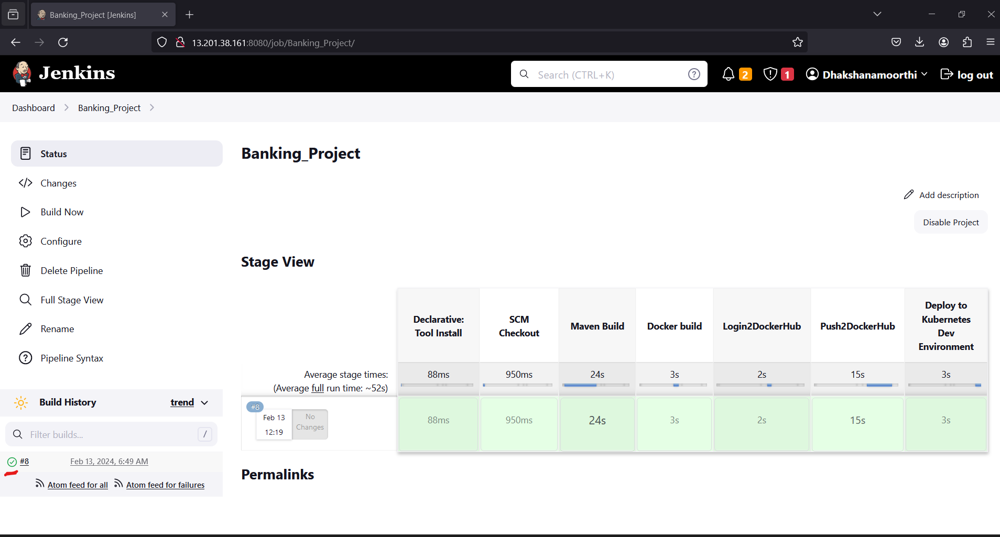 Banking_Project [Jenkins]
13.201.38.161:8080/job/Banking_Project/
Jenkins
Search (CTRL+K)
?
2
1
Dhakshanamoorthi
log out
Dashboard
Banking_Project
Status
Changes
Build Now
Configure
Delete Pipeline
Full Stage View
Rename
Pipeline Syntax
Build History
trend
Filter builds...
/
#8
Feb 13, 2024, 6:49 AM
Atom feed for all
Atom feed for failures
Banking_Project
Add description
Disable Project
Stage View
Declarative:
Tool Install
SCM
Checkout
Maven Build
Docker build
Login2DockerHub
Push2DockerHub
Deploy to
Kubernetes
Dev
Environment
Average stage times:
(Average full run time: ~52s)
88ms
950ms
24s
3s
2s
15s
3s
#8
Feb 13
12:19
No
Changes
88ms
950ms
24s
3s
2s
15s
3s
Permalinks